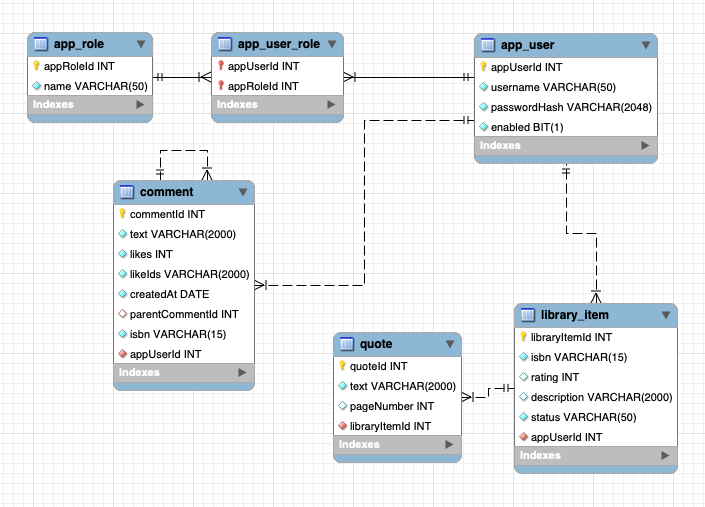 app_role
appRoleId INT
name VARCHAR(50)
Indexes
app_user_role
appUserId INT
appRoleId INT
Indexes
app_user
appUserId INT
username VARCHAR(50)
passwordHash VARCHAR(2048)
enabled BIT(1)
Indexes
comment
commentId INT
text VARCHAR(2000)
likes INT
likeIds VARCHAR(2000)
createdAt DATE
parentCommentId INT
isbn VARCHAR(15)
appUserId INT
Indexes
quote
quoteId INT
text VARCHAR(2000)
pageNumber INT
libraryItemId INT
Indexes
library_item
libraryItemId INT
isbn VARCHAR(15)
rating INT
description VARCHAR(2000)
status VARCHAR(50)
appUserId INT
Indexes